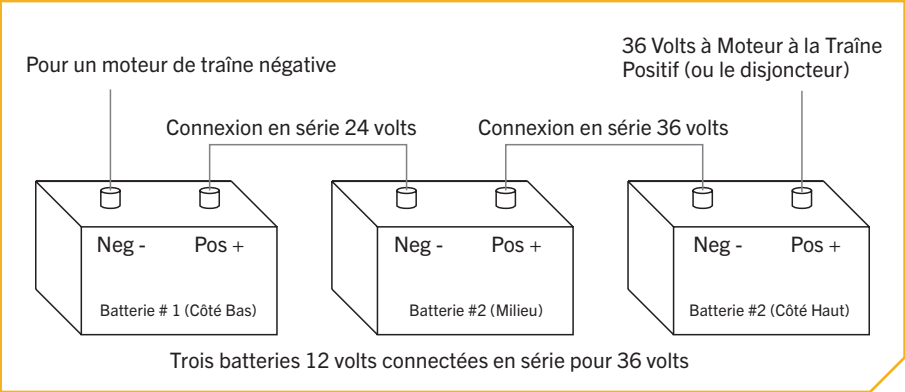 Pour un moteur de traîne négative
36 Volts à Moteur à la Traîne
Positif (ou le disjoncteur)
Connexion en série 24 volts
Connexion en série 36 volts
Neg -
Pos +
Neg -
Pos +
Neg -
Pos +
Batterie # 1 (Côté Bas)
Batterie #2 (Milieu)
Batterie #2 (Côté Haut)
Trois batteries 12 volts connectées en série pour 36 volts